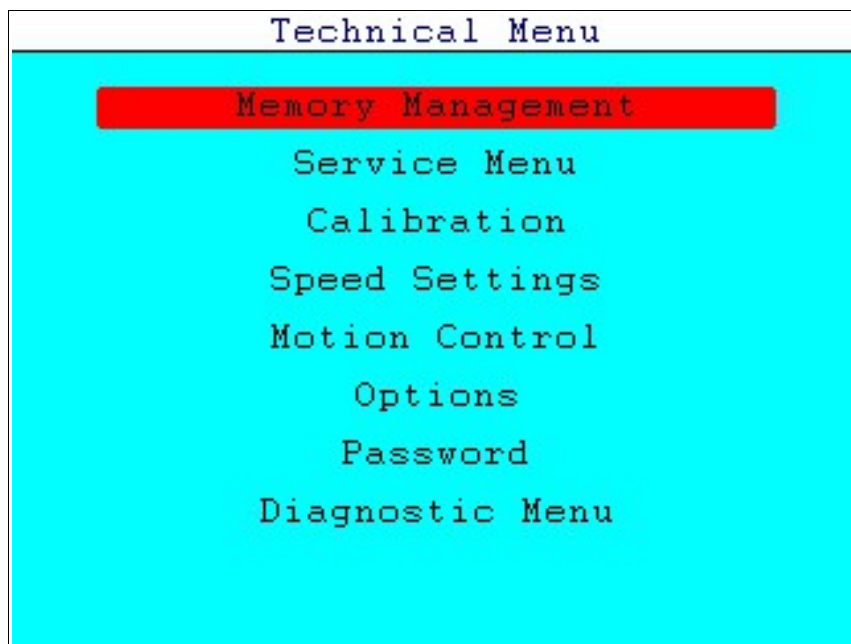 Technical Menu
Memory Management
Service Menu
Calibration
Speed Settings
Motion Control
Options
Password
Diagnostic Menu